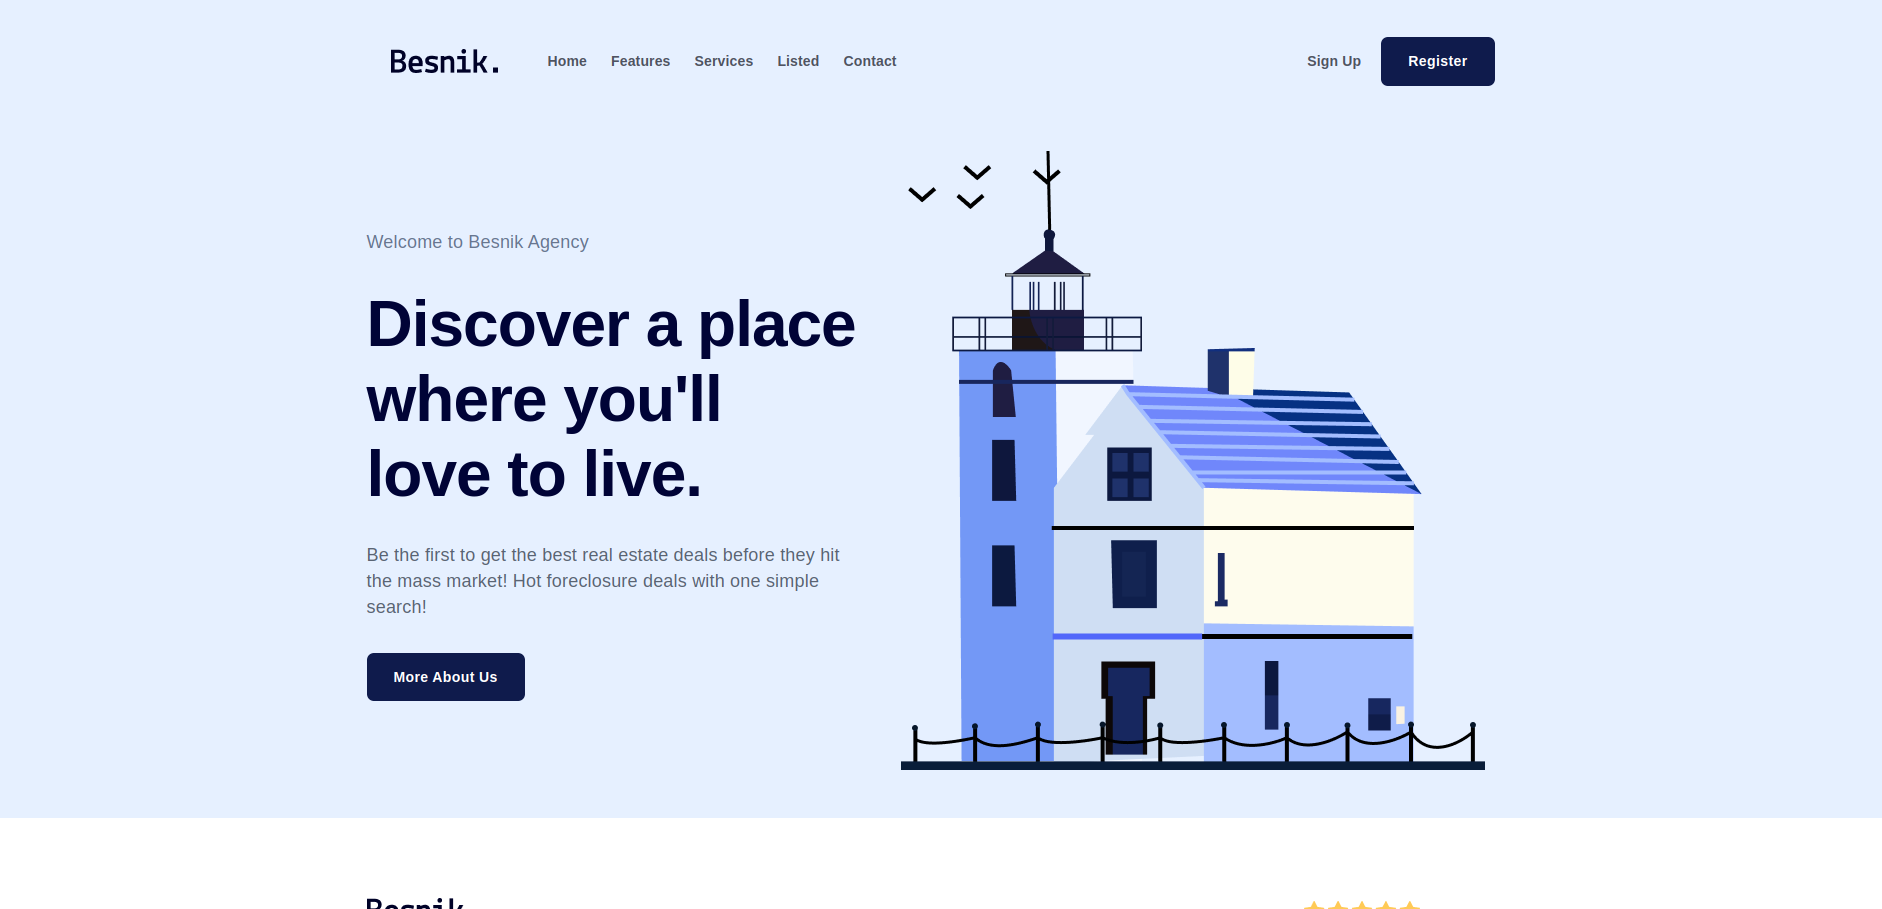 Besnik.
Home Features Services Listed Contact
Sign Up Register
Welcome to Besnik Agency
Discover a place
where you'll
love to live.
Be the first to get the best real estate deals before they hit
the mass market! Hot foreclosure deals with one simple
search!
More About Us
Besnik